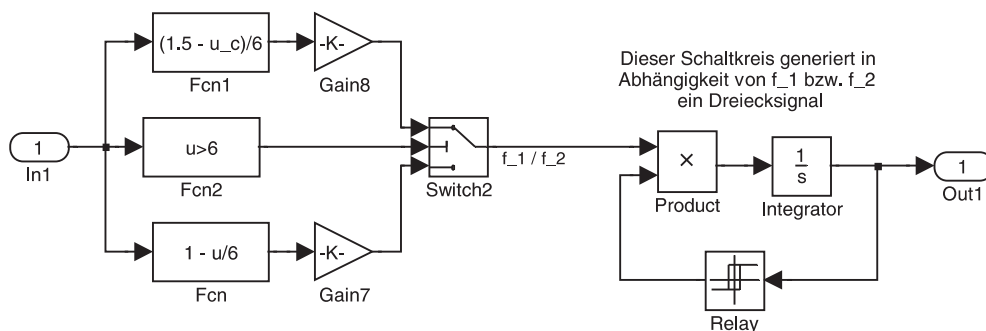 (1.5 - u_c)/6
Fcn1
-K-
Gain8
Dieser Schaltkreis generiert in
Abhängigkeit von f_1 bzw. f_2
ein Dreiecksignal
1
In1
u>6
Fcn2
Switch2
f_1 / f_2
×
Product
1
s
Integrator
1
Out1
1 - u/6
Fcn
-K-
Gain7
Relay